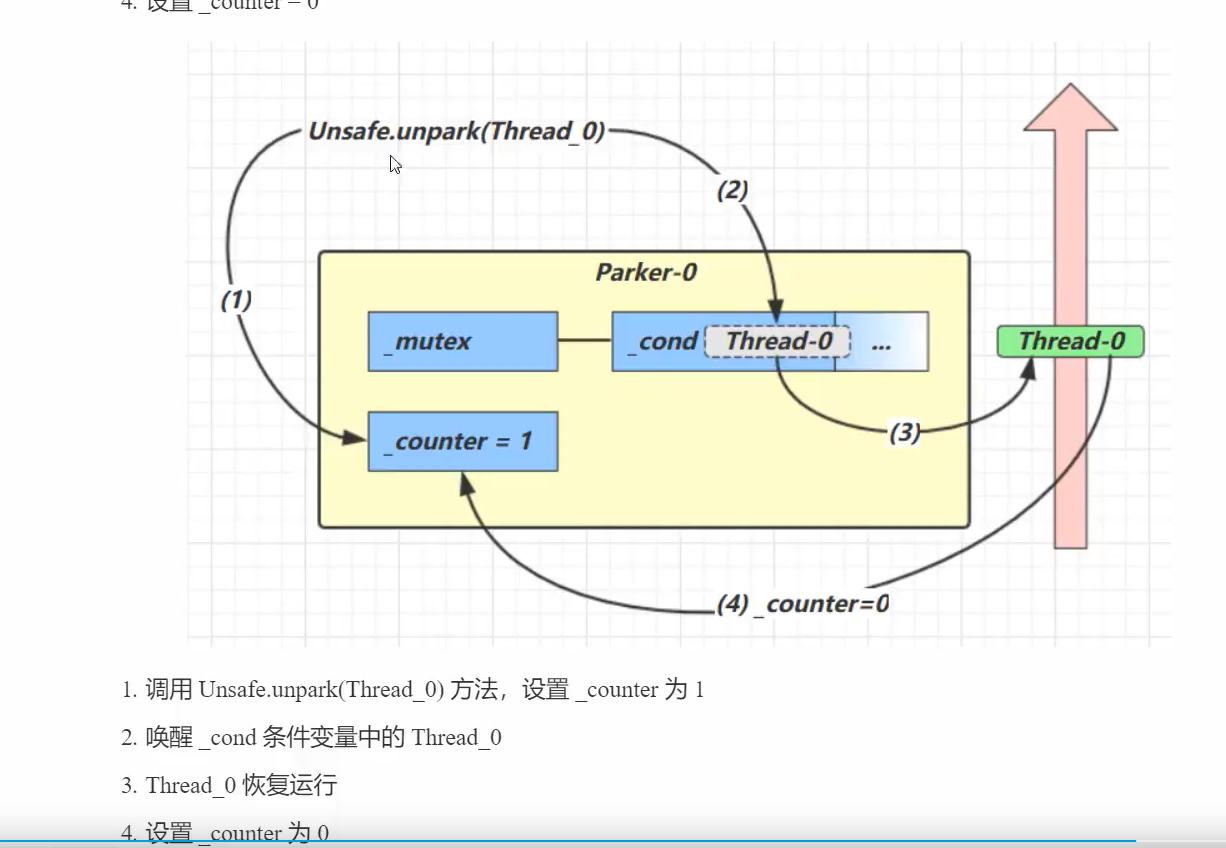 4. 设置 _counter = 0
Unsafe.unpark(Thread_0)
(2)
Parker-0
(1)
_mutex
_cond
Thread-0
...
Thread-0
_counter = 1
(3)
(4) _counter=0
1. 调用 Unsafe.unpark(Thread_0) 方法，设置 _counter 为 1
2. 唤醒 _cond 条件变量中的 Thread_0
3. Thread_0 恢复运行
4. 设置 _counter 为 0